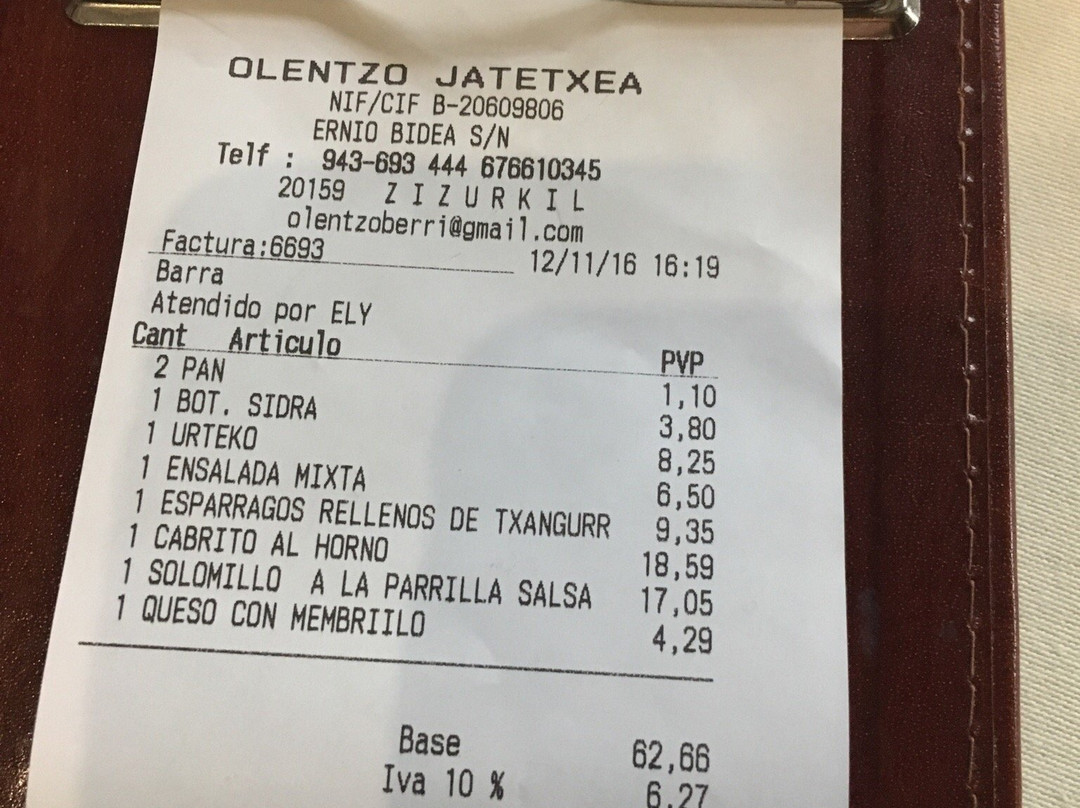 OLENTZO JATETXEA
NIF/CIF B-20609806
ERNIO BIDEA S/N
Telf : 943-693 444 676610345
20159 Z I Z U R K I L
olentzoberri@gmail.com
Factura:6693 12/11/16 16:19
Barra
Atendido por ELY
Cant Articulo PVP
2 PAN 1,10
1 BOT. SIDRA 3,80
1 URTEKO 8,25
1 ENSALADA MIXTA 6,50
1 ESPARRAGOS RELLENOS DE TXANGURR 9,35
1 CABRITO AL HORNO 18,59
1 SOLOMILLO A LA PARRILLA SALSA 17,05
1 QUESO CON MEMBRIILO 4,29
Base 62,66
Iva 10 % 6,27